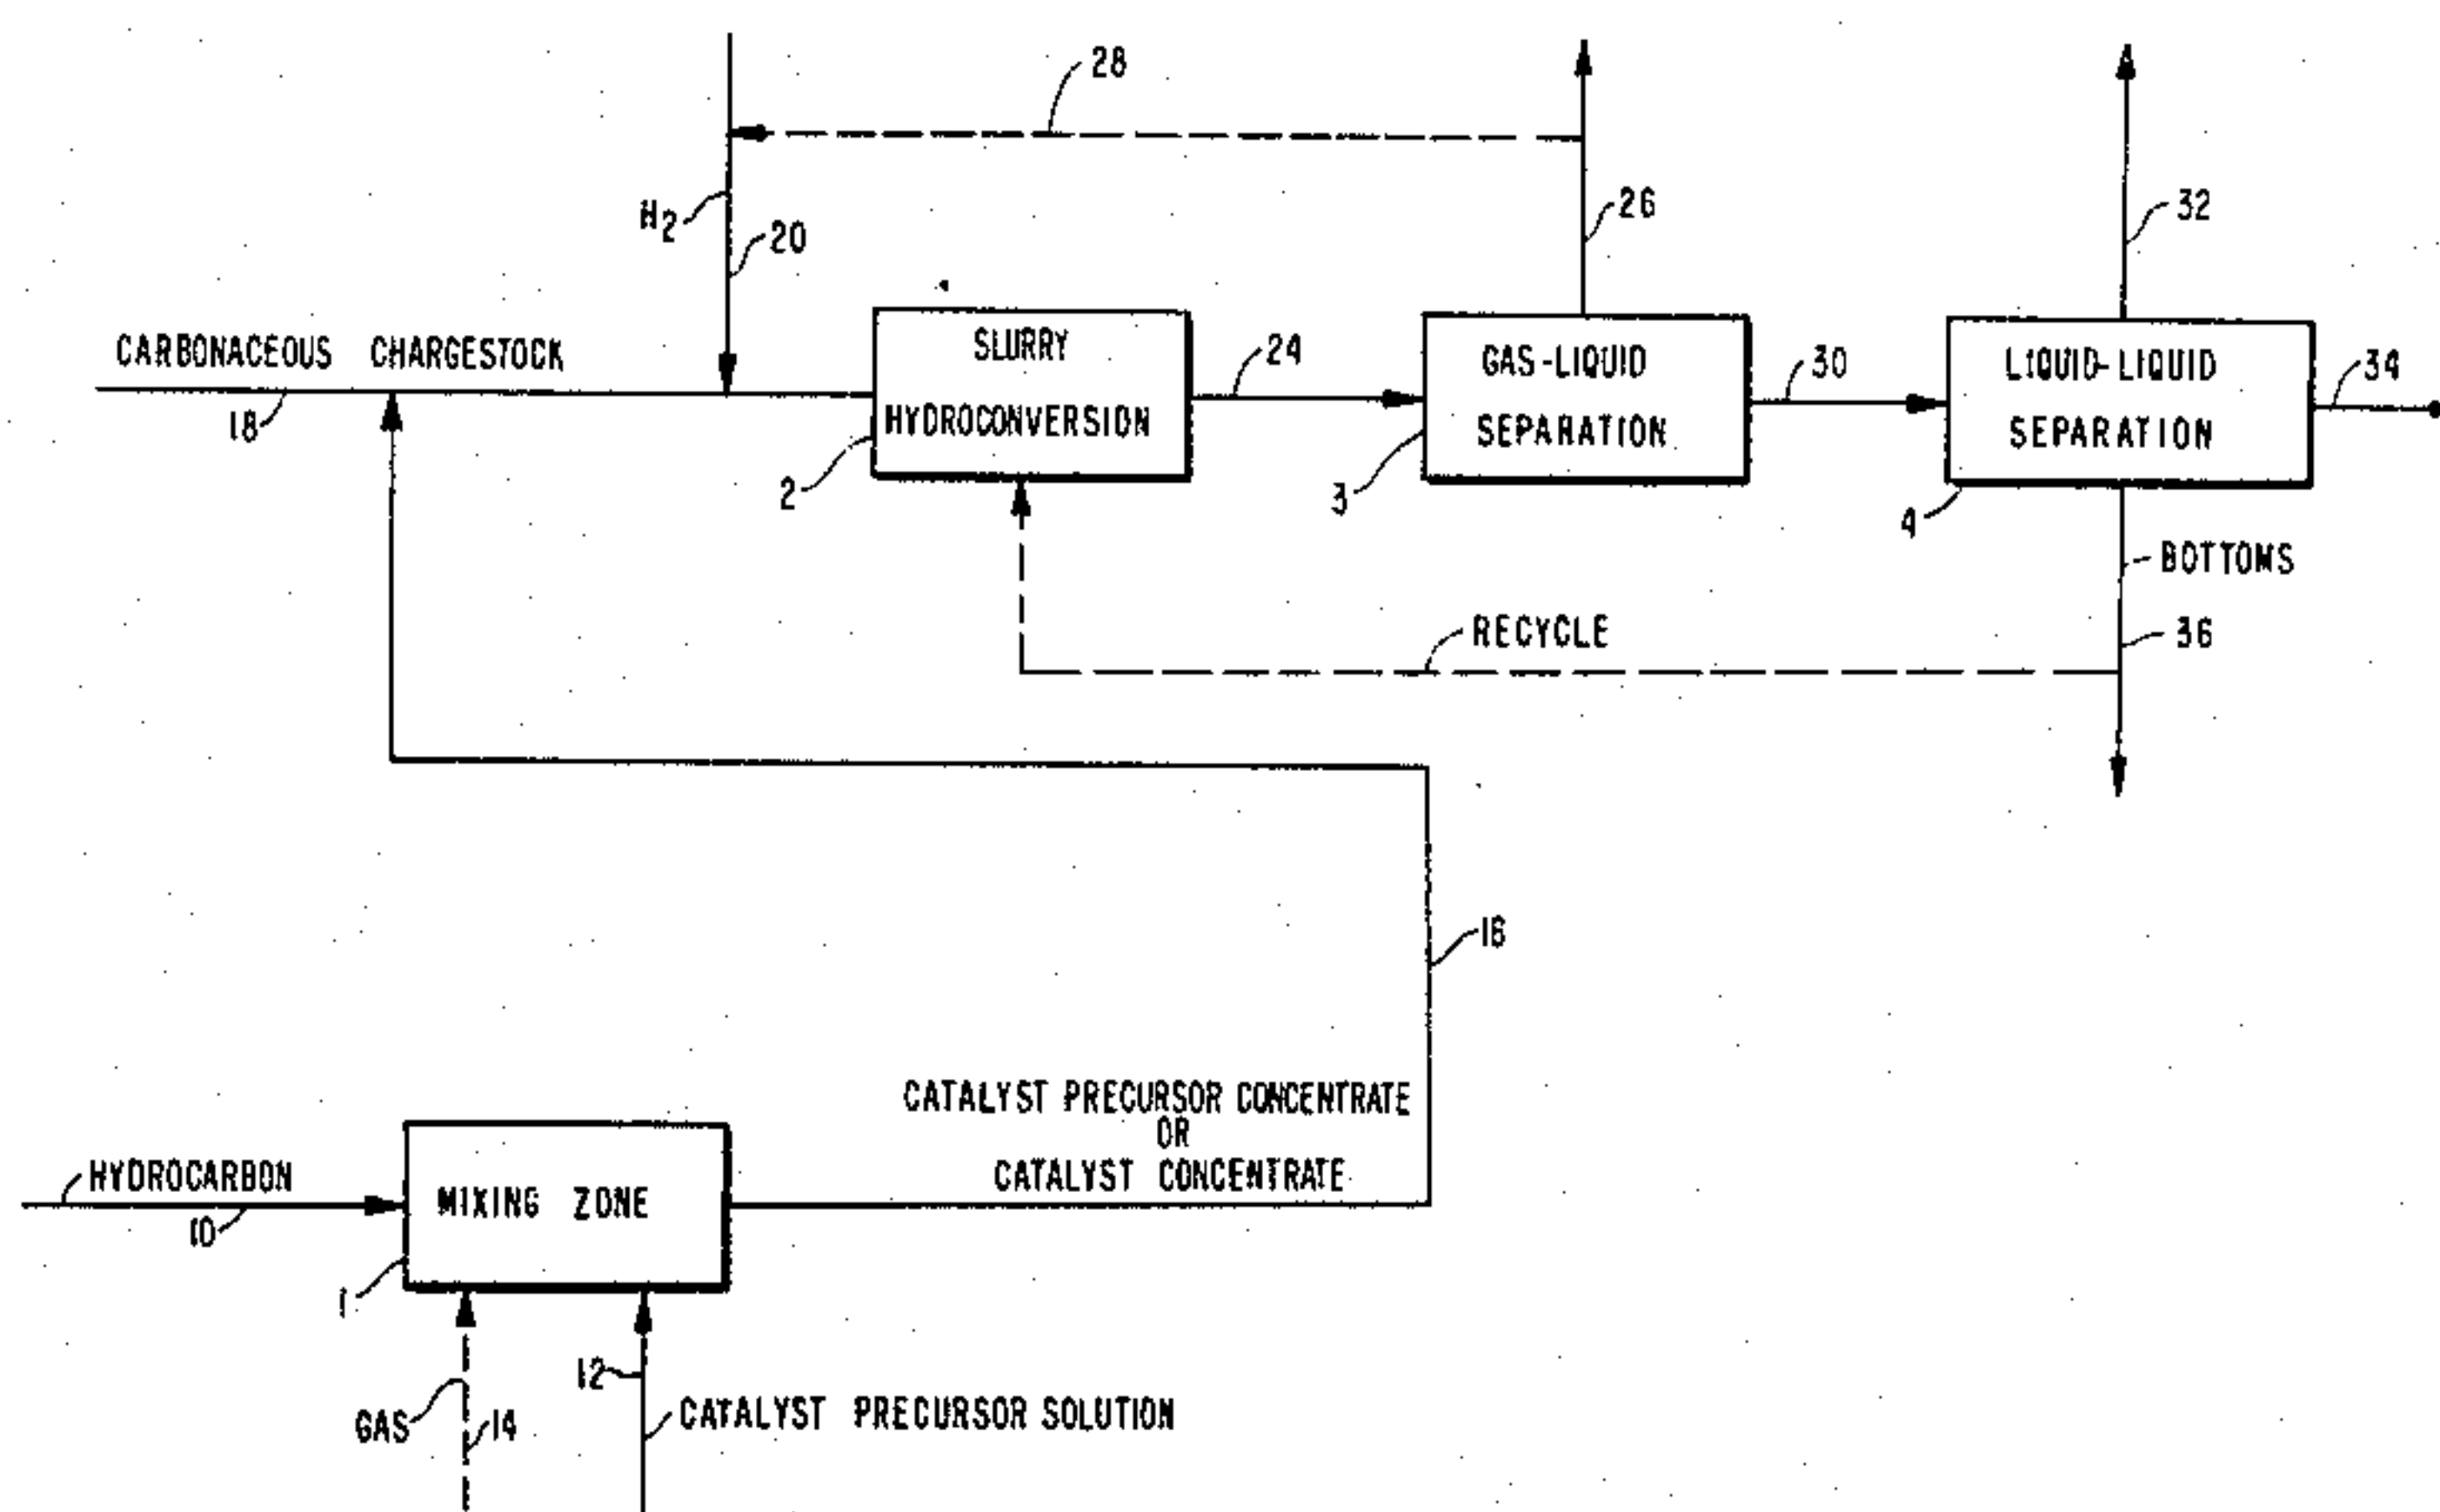 28
H2
20
26
32
CARBONACEOUS CHARGESTOCK
18
SLURRY
HYDROCONVERSION
2
24
GAS-LIQUID
SEPARATION
3
30
LIQUID-LIQUID
SEPARATION
4
34
BOTTOMS
36
RECYCLE
16
CATALYST PRECURSOR CONCENTRATE
OR
CATALYST CONCENTRATE
HYDROCARBON
10
MIXING ZONE
1
12
GAS
14
CATALYST PRECURSOR SOLUTION